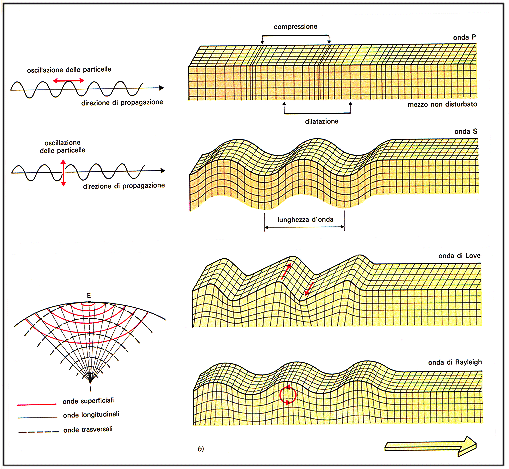 compressione
onda P
oscillazione delle particelle
direzione di propagazione
mezzo non disturbato
dilatazione
onda S
oscillazione
delle particelle
direzione di propagazione
lunghezza d'onda
onda di Love
E
onda di Rayleigh
onde superficiali
onde longitudinali
onde trasversali
b)